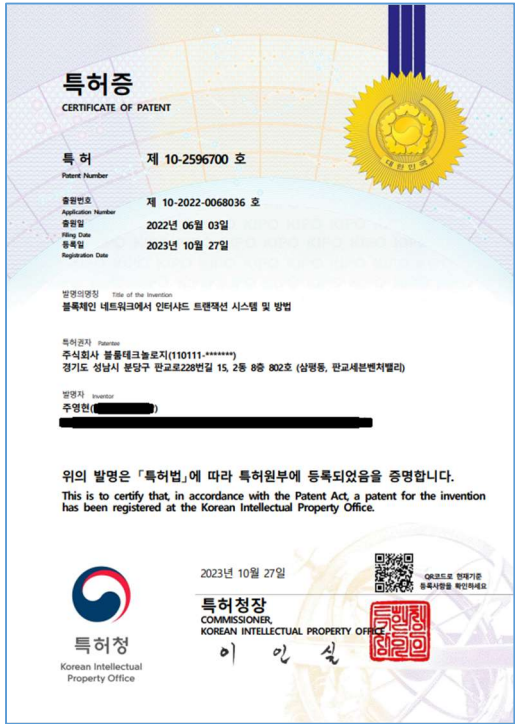 특허증
CERTIFICATE OF PATENT
대한민국
특 허
제 10-2596700 호
Patent Number
출원번호
제 10-2022-0068036 호
Application Number
출원일
2022년 06월 03일
Filing Date
등록일
2023년 10월 27일
Registration Date
발명의명칭 Title of the Invention
블록체인 네트워크에서 인터샤드 트랜잭션 시스템 및 방법
특허권자 Patentee
주식회사 블룸테크놀로지(110111-*******)
경기도 성남시 분당구 판교로228번길 15, 2동 8층 802호 (삼평동, 판교세븐벤처밸리)
발명자 Inventor
주영현( )
위의 발명은 「특허법」에 따라 특허원부에 등록되었음을 증명합니다.
This is to certify that, in accordance with the Patent Act, a patent for the invention
has been registered at the Korean Intellectual Property Office.
2023년 10월 27일
QR코드로 현재기준
등록사항을 확인하세요
특허청장
COMMISSIONER,
KOREAN INTELLECTUAL PROPERTY OFFICE
이 인 실
특허청
Korean Intellectual
Property Office